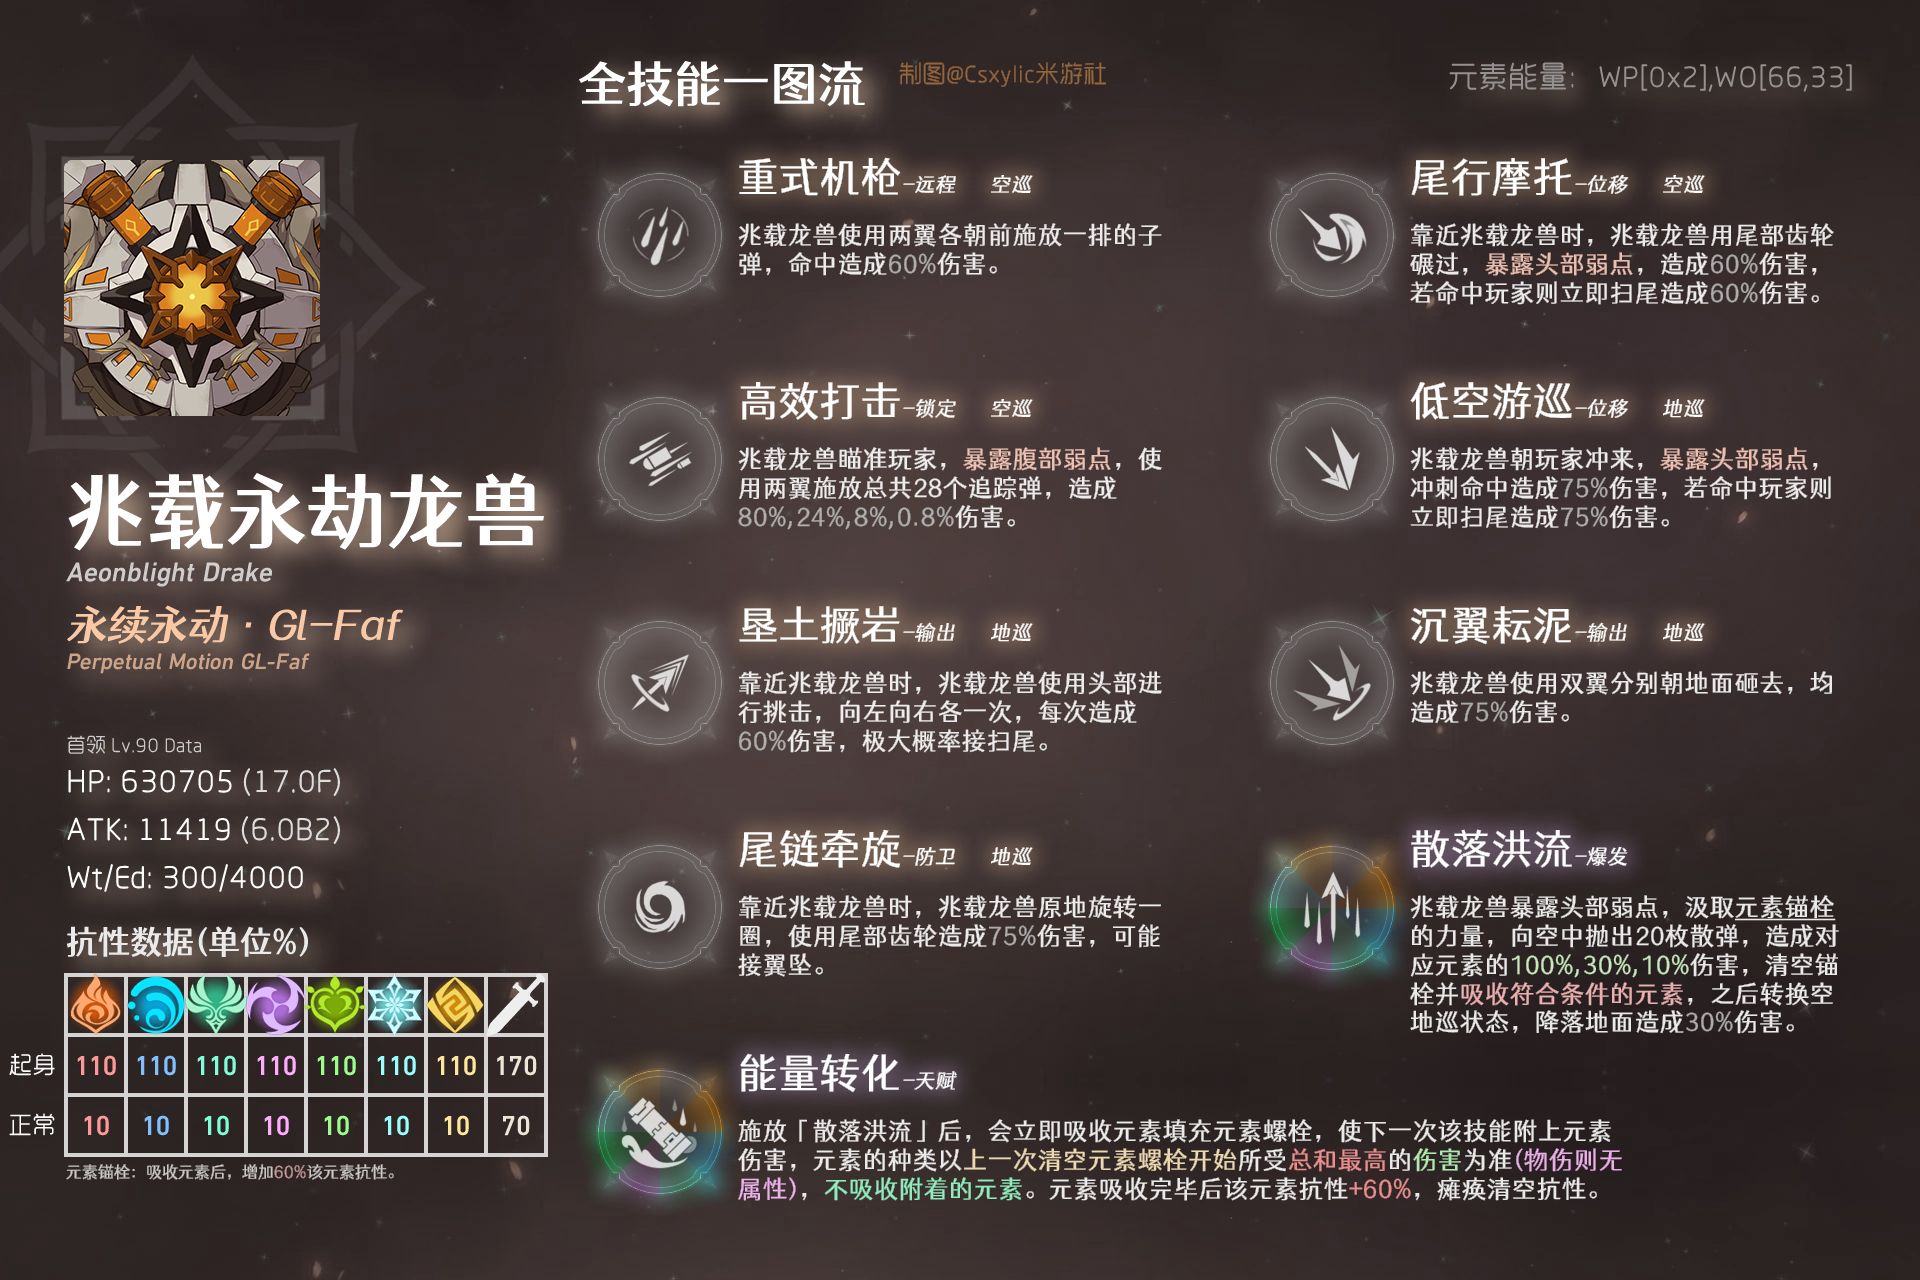 全技能一图流
制图@Csxylic米游社
元素能量: WP[0x2],WO[66,33]
兆载永劫龙兽
Aeonblight Drake
永续永动·Gl-Faf
Perpetual Motion GL-Faf
首领 Lv.90 Data
HP: 630705 (17.0F)
ATK: 11419 (6.0B2)
Wt/Ed: 300/4000
抗性数据(单位%)
起身 110 110 110 110 110 110 110 170
正常 10 10 10 10 10 10 10 70
元素锚栓: 吸收元素后, 增加60%该元素抗性。
重式机枪-远程 空巡
兆载龙兽使用两翼各朝前施放一排的子
弹, 命中造成60%伤害。
尾行摩托-位移 空巡
靠近兆载龙兽时, 兆载龙兽用尾部齿轮
碾过, 暴露头部弱点, 造成60%伤害,
若命中玩家则立即扫尾造成60%伤害。
高效打击-锁定 空巡
兆载龙兽瞄准玩家, 暴露腹部弱点, 使
用两翼施放总共28个追踪弹, 造成
80%,24%,8%,0.8%伤害。
低空游巡-位移 地巡
兆载龙兽朝玩家冲来, 暴露头部弱点,
冲刺命中造成75%伤害, 若命中玩家则
立即扫尾造成75%伤害。
垦土撅岩-输出 地巡
靠近兆载龙兽时, 兆载龙兽使用头部进
行挑击, 向左向右各一次, 每次造成
60%伤害, 极大概率接扫尾。
沉翼耘泥-输出 地巡
兆载龙兽使用双翼分别朝地面砸去, 均
造成75%伤害。
尾链牵旋-防卫 地巡
靠近兆载龙兽时, 兆载龙兽原地旋转一
圈, 使用尾部齿轮造成75%伤害, 可能
接翼坠。
散落洪流-爆发
兆载龙兽暴露头部弱点, 汲取元素锚栓
的力量, 向空中抛出20枚散弹, 造成对
应元素的100%,30%,10%伤害, 清空锚
栓并吸收符合条件的元素, 之后转换空
地巡状态, 降落地面造成30%伤害。
能量转化-天赋
施放「散落洪流」后, 会立即吸收元素填充元素螺栓, 使下一次该技能附上元素
伤害, 元素的种类以上一次清空元素螺栓开始所受总和最高的伤害为准(物伤则无
属性), 不吸收附着的元素。元素吸收完毕后该元素抗性+60%, 瘫痪清空抗性。